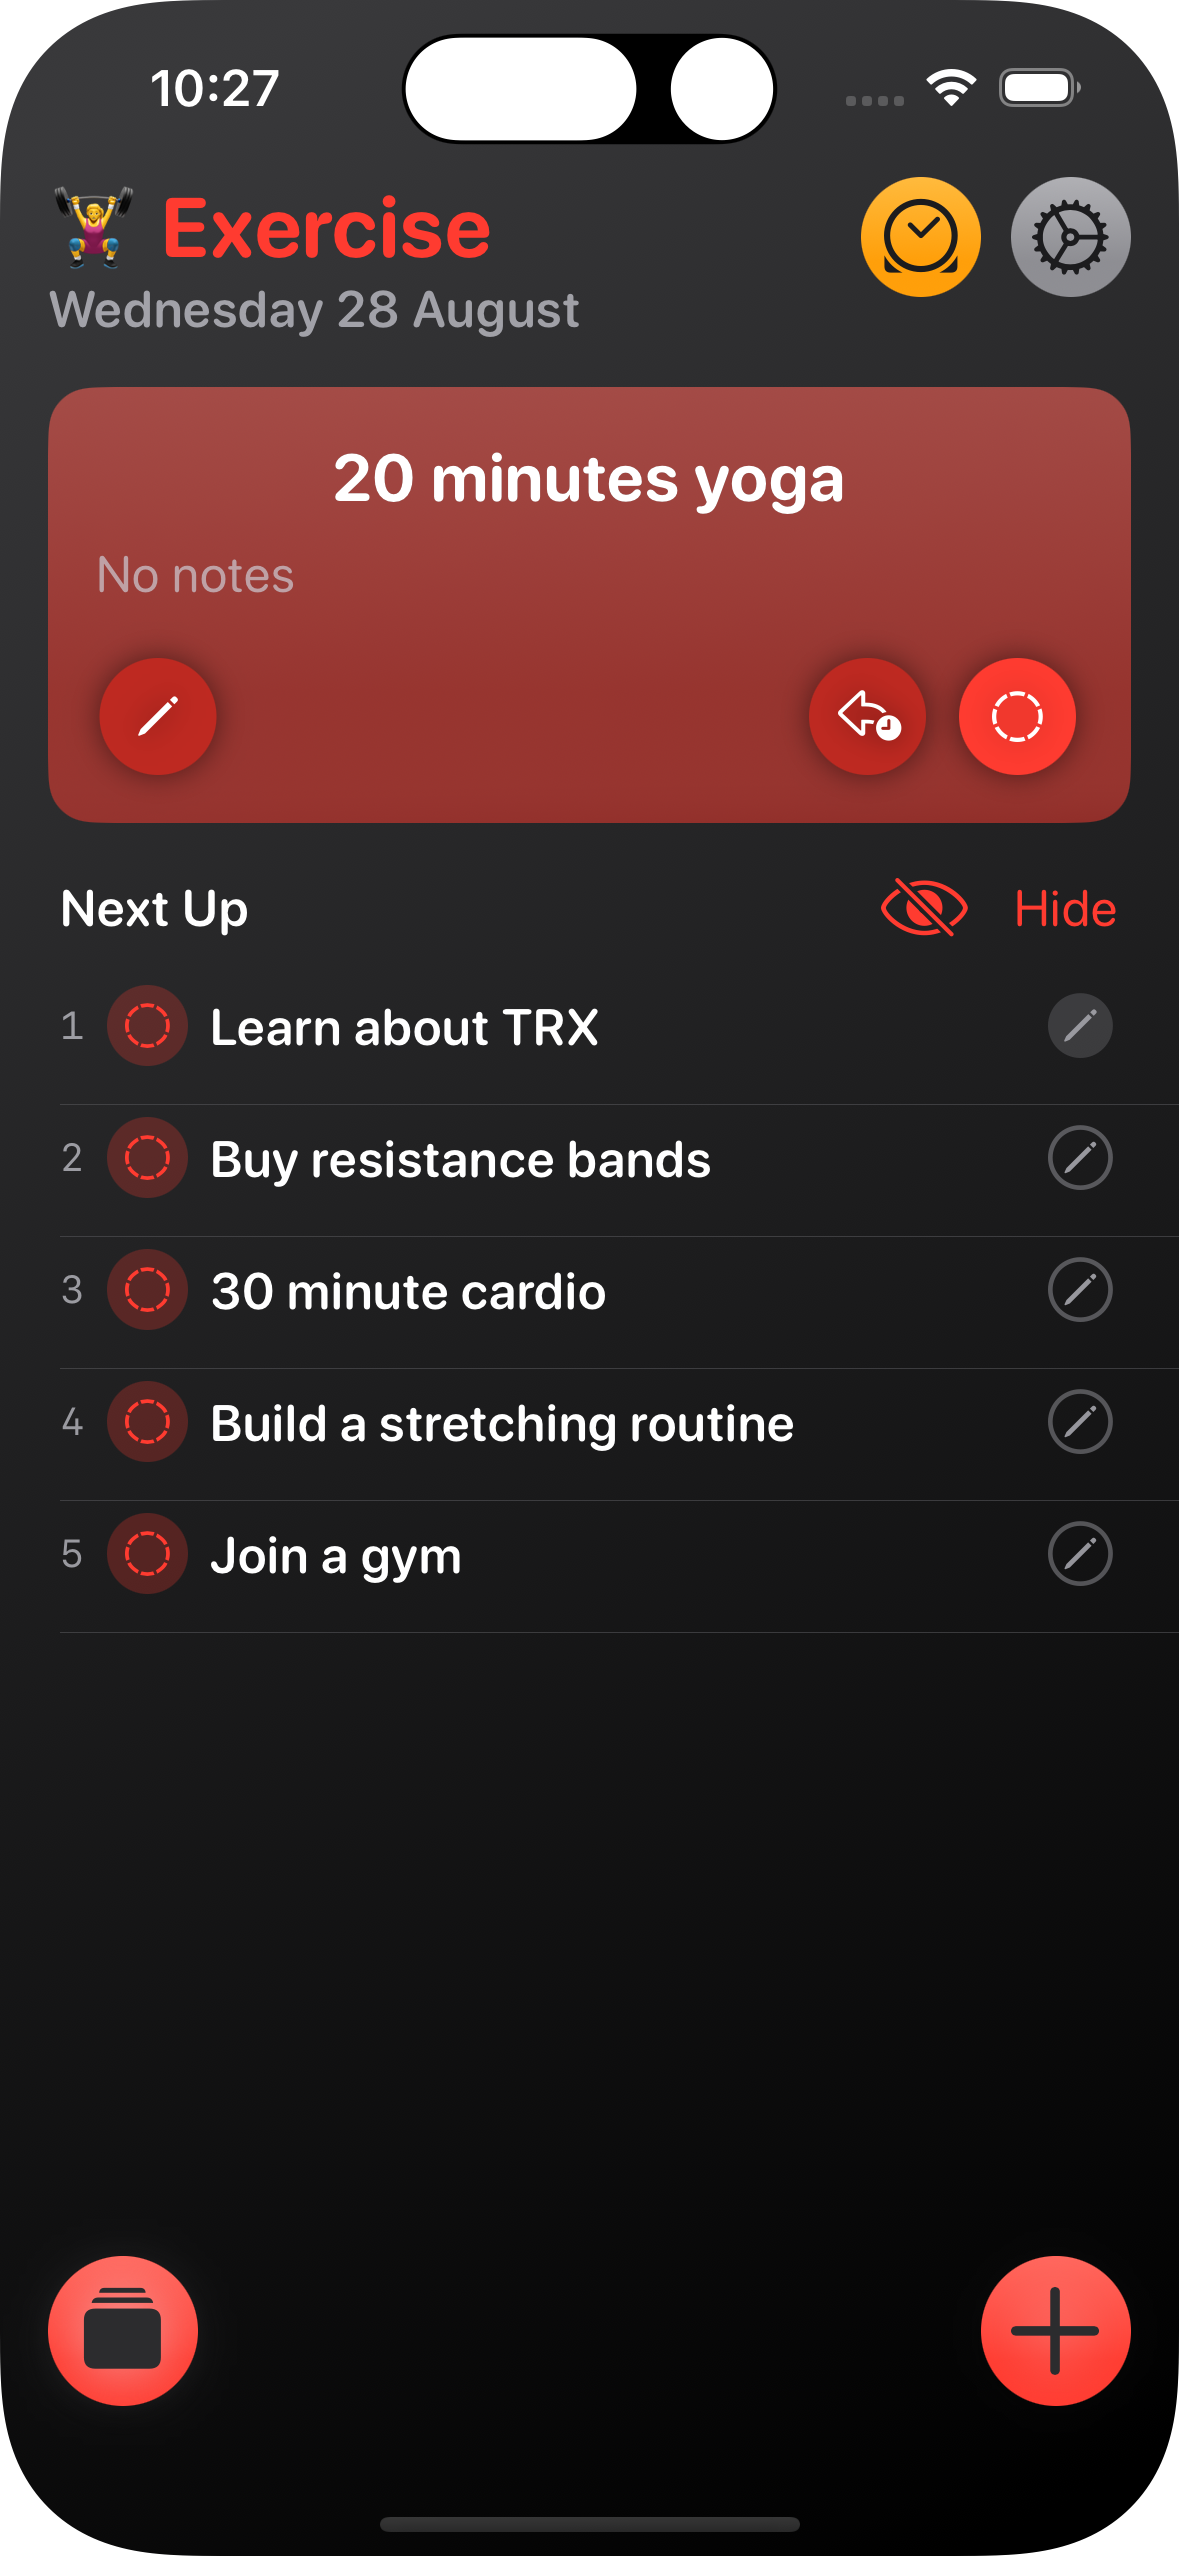 10:27
Exercise
Wednesday 28 August
20 minutes yoga
No notes
Next Up
Hide
1 Learn about TRX
2 Buy resistance bands
3 30 minute cardio
4 Build a stretching routine
5 Join a gym